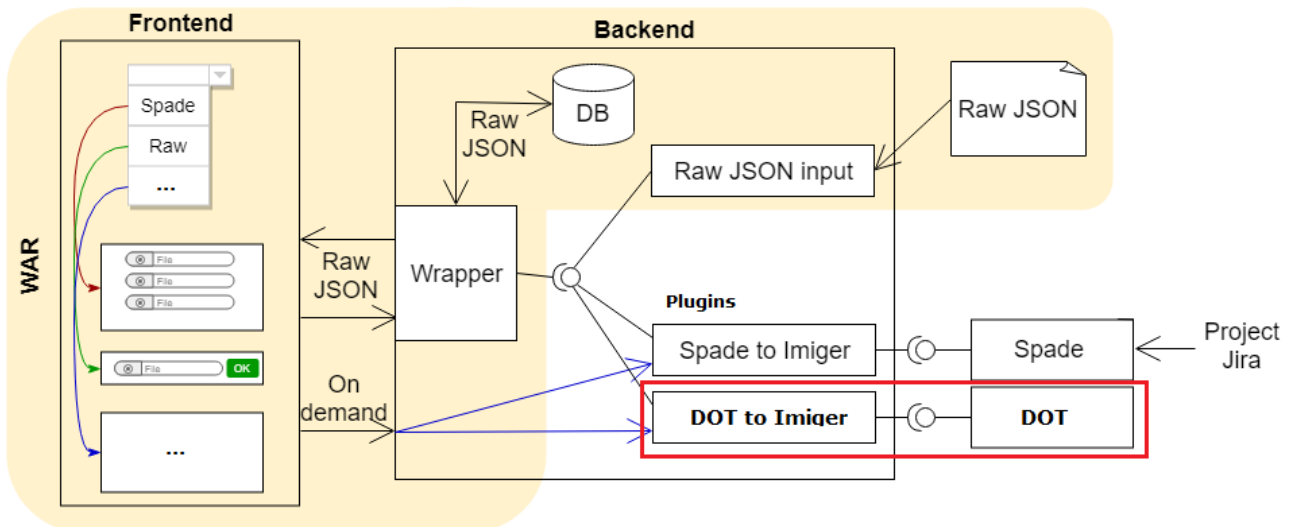 Frontend
Backend
Spade
Raw
...
WAR
File
File
File
File
OK
...
Raw
JSON
DB
Raw JSON
Raw JSON input
Raw
JSON
Wrapper
Plugins
Spade to Imiger
Spade
Project
Jira
On
demand
DOT to Imiger
DOT